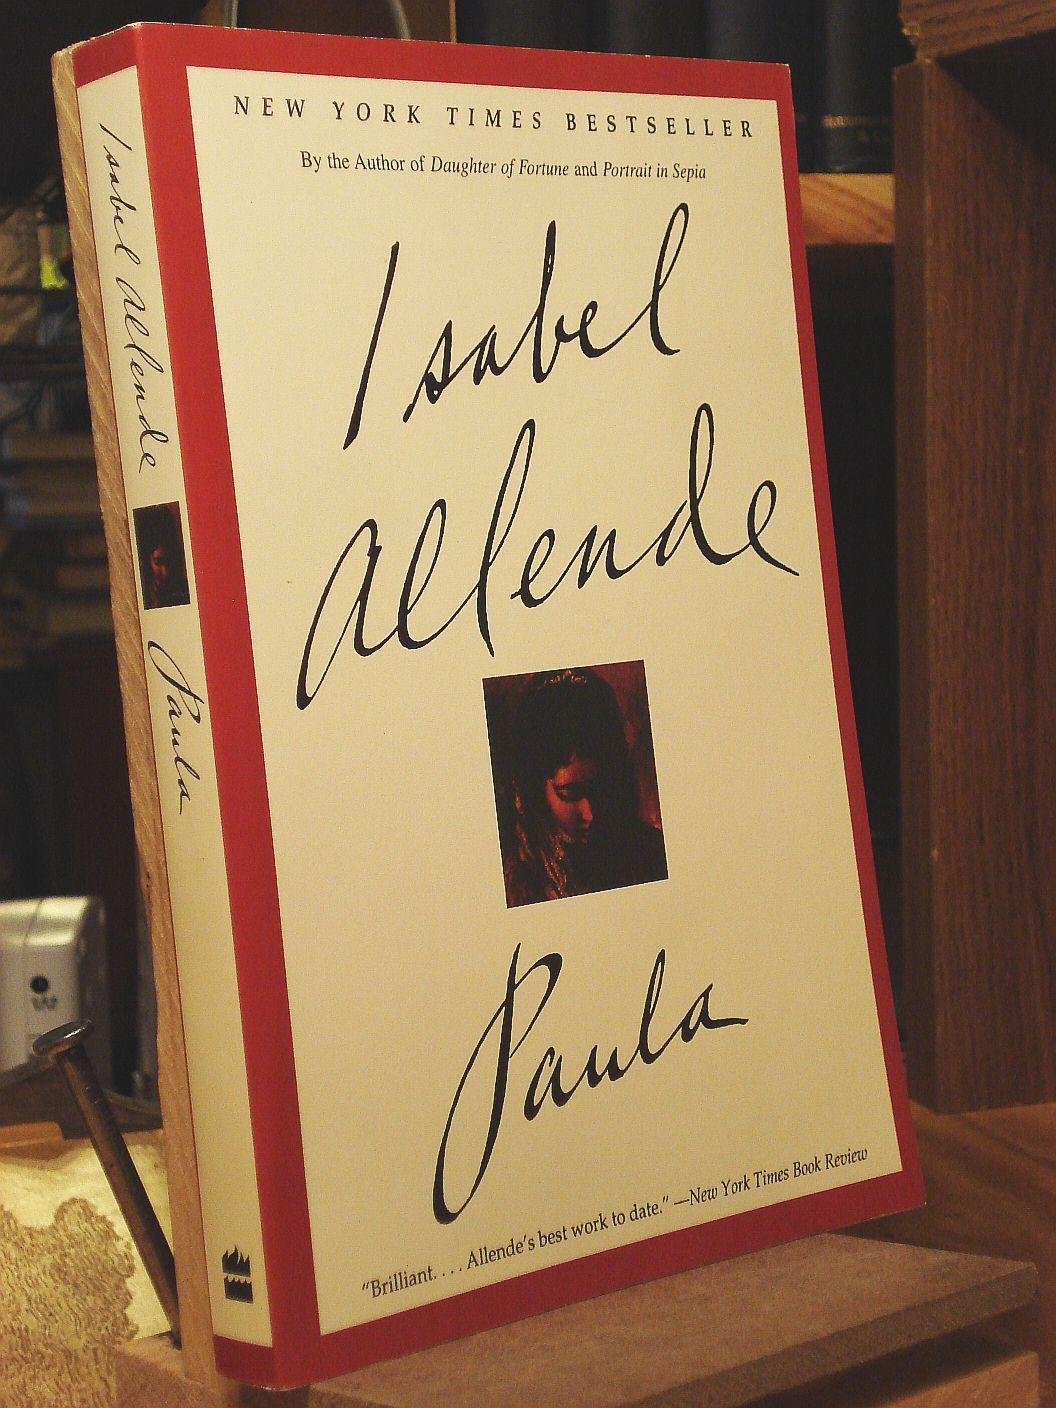 NEW YORK TIMES BESTSELLER
By the Author of Daughter of Fortune and Portrait in Sepia
Isabel
Allende
Paula
"Brilliant. . . . Allende's best work to date." —New York Times Book Review
Isabel Allende
Paula